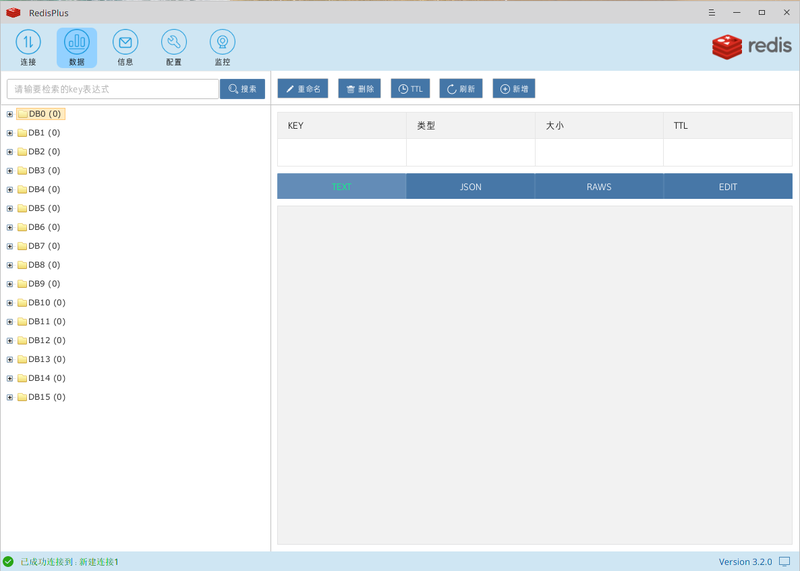 RedisPlus
连接 数据 信息 配置 监控
redis
请输要检索的key表达式 搜索 重命名 删除 TTL 刷新 新增
DB0 (0)
DB1 (0)
DB2 (0)
DB3 (0)
DB4 (0)
DB5 (0)
DB6 (0)
DB7 (0)
DB8 (0)
DB9 (0)
DB10 (0)
DB11 (0)
DB12 (0)
DB13 (0)
DB14 (0)
DB15 (0)
KEY 类型 大小 TTL
TEXT JSON RAWS EDIT
已成功连接到: 新建连接1 Version 3.2.0